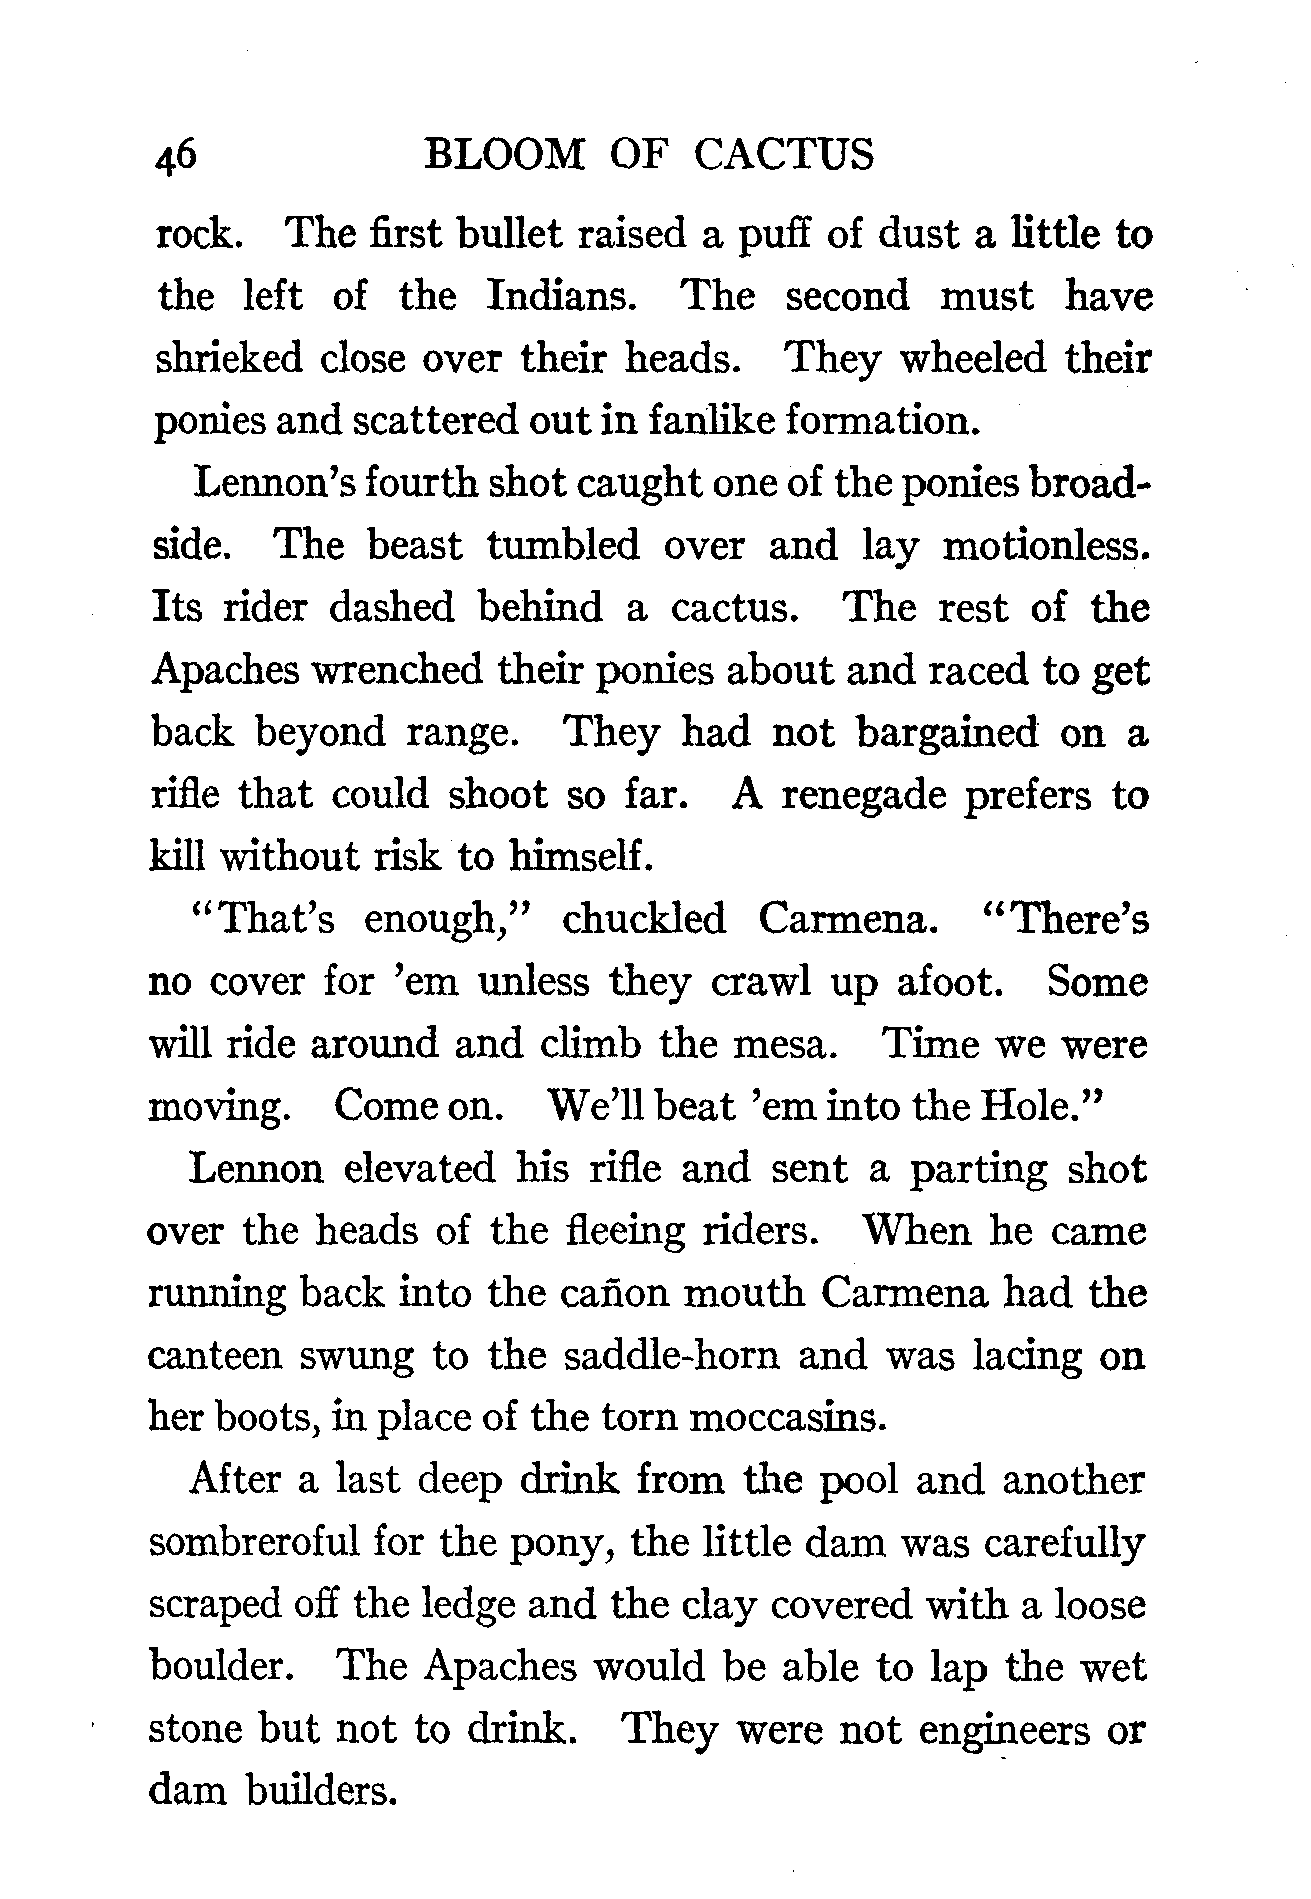 46 BLOOM OF CACTUS
rock. The first bullet raised a puff of dust a little to
the left of the Indians. The second must have
shrieked close over their heads. They wheeled their
ponies and scattered out in fanlike formation.
Lennon's fourth shot caught one of the ponies broad-
side. The beast tumbled over and lay motionless.
Its rider dashed behind a cactus. The rest of the
Apaches wrenched their ponies about and raced to get
back beyond range. They had not bargained on a
rifle that could shoot so far. A renegade prefers to
kill without risk to himself.
"That's enough," chuckled Carmena. "There's
no cover for 'em unless they crawl up afoot. Some
will ride around and climb the mesa. Time we were
moving. Come on. We'll beat 'em into the Hole."
Lennon elevated his rifle and sent a parting shot
over the heads of the fleeing riders. When he came
running back into the cañon mouth Carmena had the
canteen swung to the saddle-horn and was lacing on
her boots, in place of the torn moccasins.
After a last deep drink from the pool and another
sombreroful for the pony, the little dam was carefully
scraped off the ledge and the clay covered with a loose
boulder. The Apaches would be able to lap the wet
stone but not to drink. They were not engineers or
dam builders.